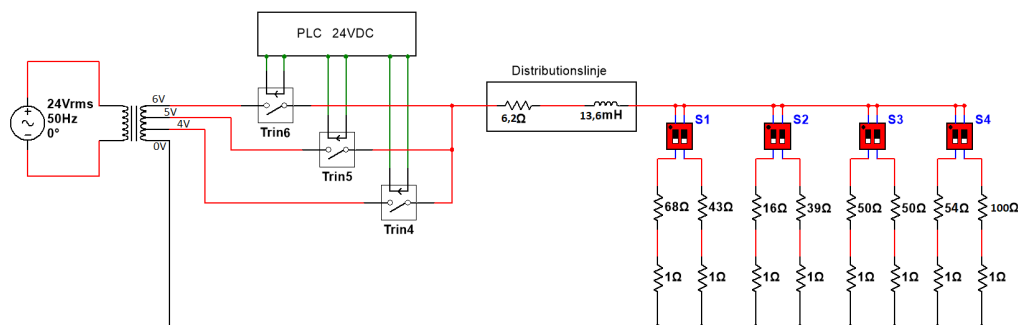 PLC 24VDC
Distributionslinje
24Vrms
50Hz
0°
6V
5V
4V
0V
Trin6
Trin5
Trin4
6,2Ω
13,6mH
S1
S2
S3
S4
68Ω
43Ω
16Ω
39Ω
50Ω
50Ω
54Ω
100Ω
1Ω
1Ω
1Ω
1Ω
1Ω
1Ω
1Ω
1Ω